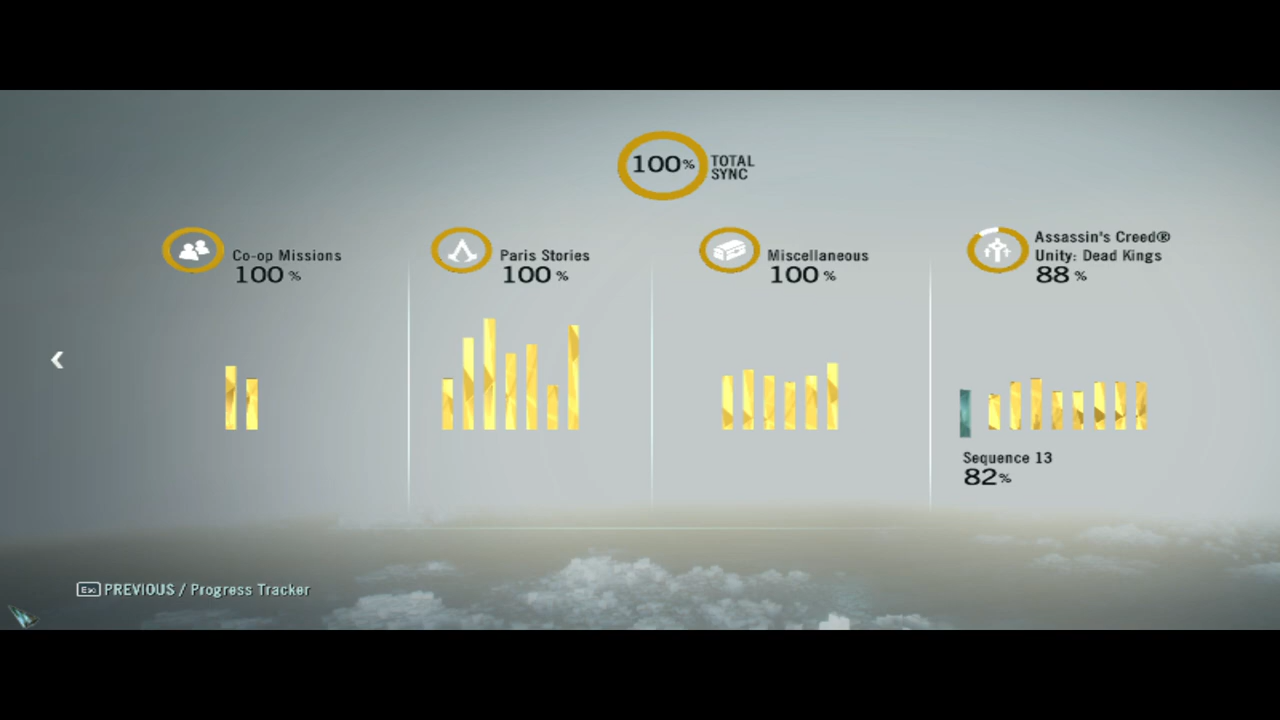 100% TOTAL
SYNC
Co-op Missions
100 %
Paris Stories
100 %
Miscellaneous
100 %
Assassin's Creed®
Unity: Dead Kings
88 %
Sequence 13
82%
Esc PREVIOUS / Progress Tracker